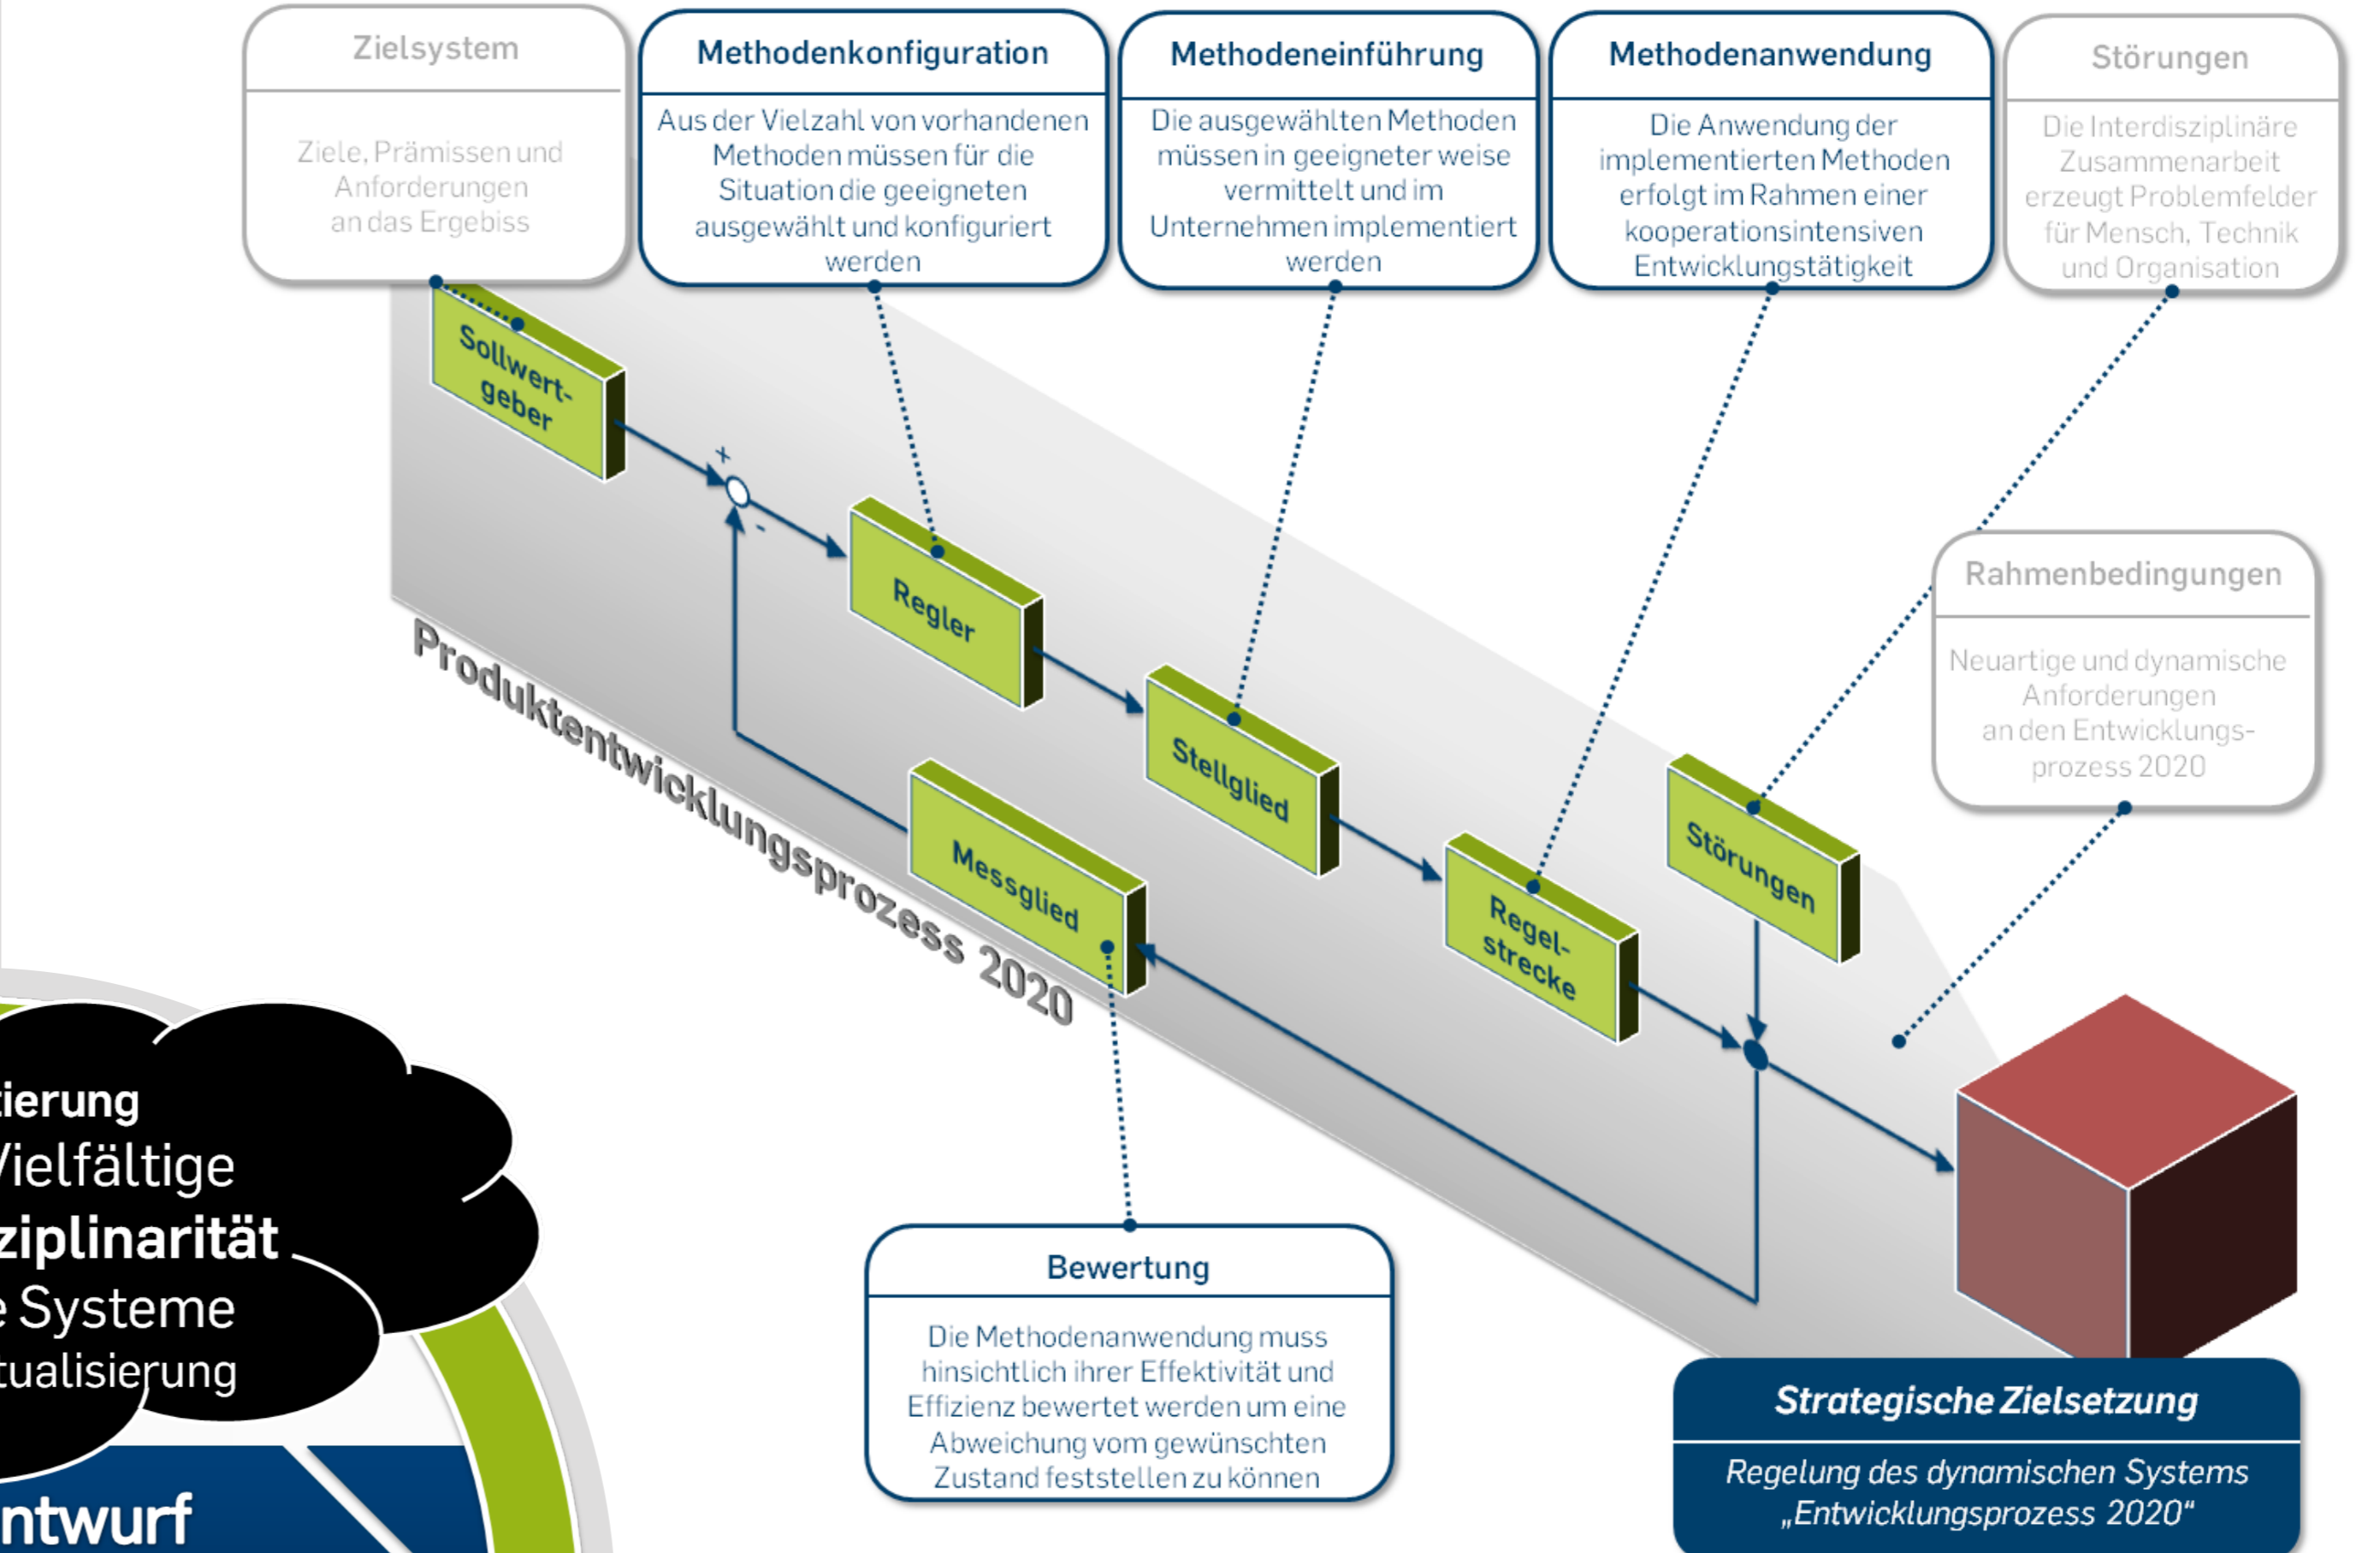 Zielsystem
Ziele, Prämissen und
Anforderungen
an das Ergebiss
Methodenkonfiguration
Aus der Vielzahl von vorhandenen
Methoden müssen für die
Situation die geeigneten
ausgewählt und konfiguriert
werden
Methodeneinführung
Die ausgewählten Methoden
müssen in geeigneter weise
vermittelt und im
Unternehmen implementiert
werden
Methodenanwendung
Die Anwendung der
implementierten Methoden
erfolgt im Rahmen einer
kooperationsintensiven
Entwicklungstätigkeit
Störungen
Die Interdisziplinäre
Zusammenarbeit
erzeugt Problemfelder
für Mensch, Technik
und Organisation
Sollwert-
geber
+
-
Regler
Stellglied
Regel-
strecke
Störungen
Messglied
Produktentwicklungsprozess 2020
Rahmenbedingungen
Neuartige und dynamische
Anforderungen
an den Entwicklungs-
prozess 2020
Bewertung
Die Methodenanwendung muss
hinsichtlich ihrer Effektivität und
Effizienz bewertet werden um eine
Abweichung vom gewünschten
Zustand feststellen zu können
Strategische Zielsetzung
Regelung des dynamischen Systems
„Entwicklungsprozess 2020“
tierung
Vielfältige
ziplinarität
e Systeme
tualisierung
ntwurf